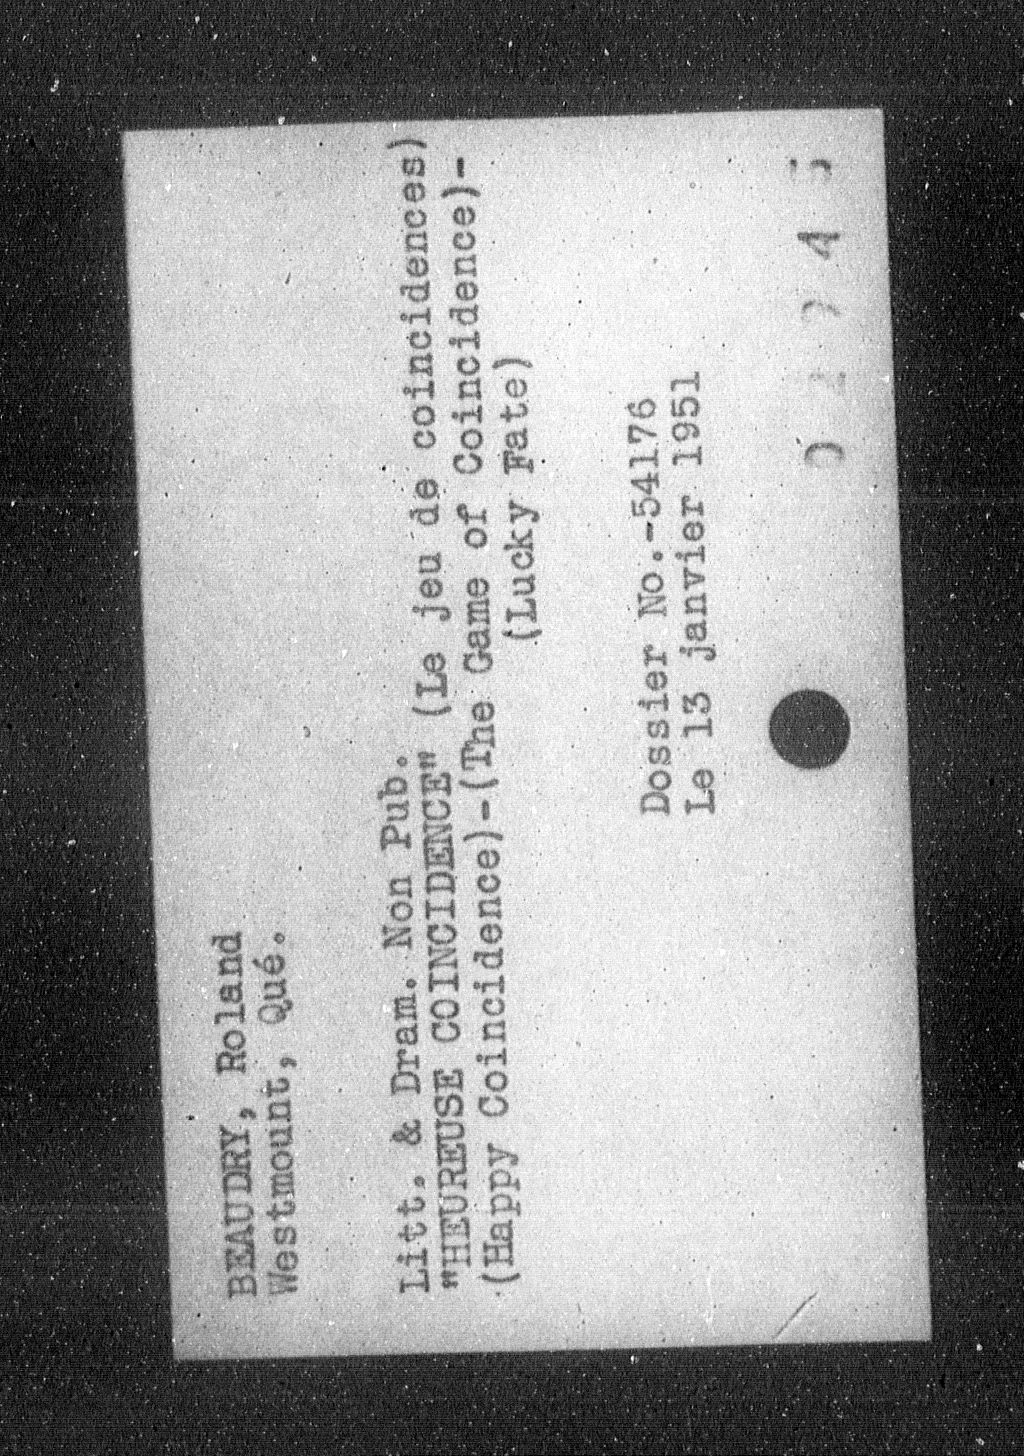 BEAUDRY, Roland
Westmount, Qué.
Litt. & Dram. Non Pub.
"HEUREUSE COINCIDENCE" (Le jeu de coincidences)
(Happy Coincidence)-(The Game of Coincidence)-
(Lucky Fate)
Dossier No.-54176
Le 13 janvier 1951